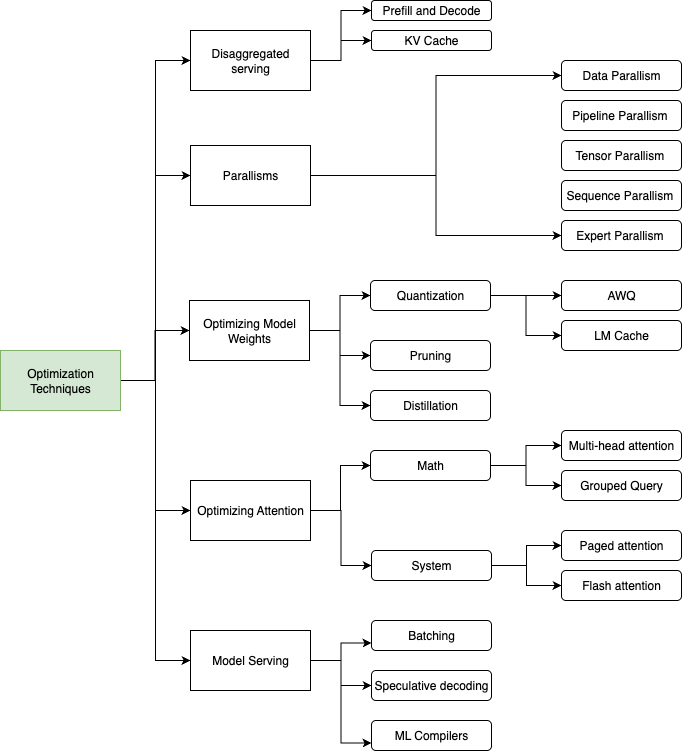 Prefill and Decode
Disaggregated
serving
KV Cache
Data Parallism
Pipeline Parallism
Parallisms
Tensor Parallism
Sequence Parallism
Expert Parallism
Optimizing Model
Weights
Quantization
AWQ
LM Cache
Pruning
Optimization
Techniques
Distillation
Math
Multi-head attention
Grouped Query
Optimizing Attention
System
Paged attention
Flash attention
Model Serving
Batching
Speculative decoding
ML Compilers